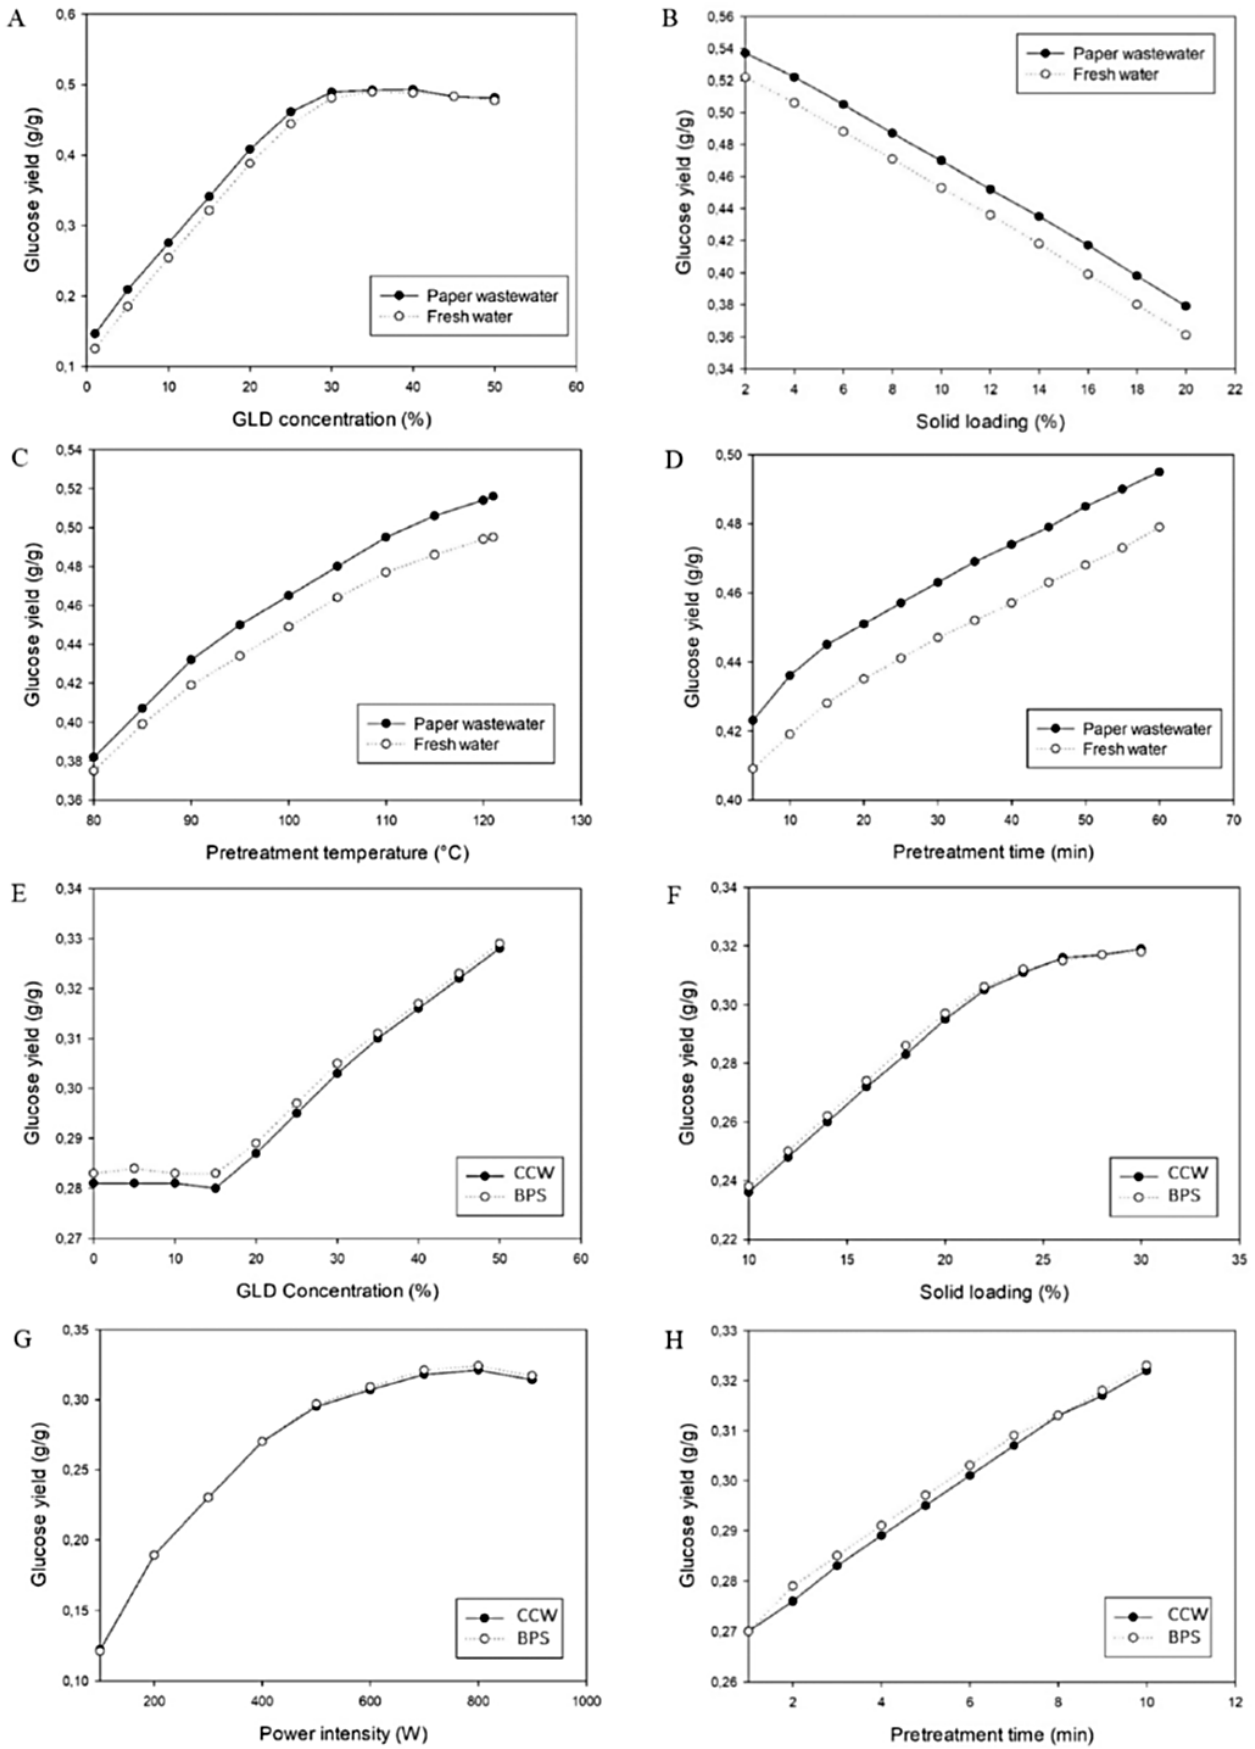 A
0,6
0,5
0,4
0,3
0,2
0,1
Glucose yield (g/g)
Paper wastewater
Fresh water
0 10 20 30 40 50 60
GLD concentration (%)
B
0,56
0,54
0,52
0,50
0,48
0,46
0,44
0,42
0,40
0,38
0,36
0,34
Glucose yield (g/g)
Paper wastewater
Fresh water
2 4 6 8 10 12 14 16 18 20 22
Solid loading (%)
C
0,54
0,52
0,50
0,48
0,46
0,44
0,42
0,40
0,38
0,36
Glucose yield (g/g)
Paper wastewater
Fresh water
80 90 100 110 120 130
Pretreatment temperature (°C)
D
0,50
0,48
0,46
0,44
0,42
0,40
Glucose yield (g/g)
Paper wastewater
Fresh water
10 20 30 40 50 60 70
Pretreatment time (min)
E
0,34
0,33
0,32
0,31
0,30
0,29
0,28
0,27
Glucose yield (g/g)
CCW
BPS
0 10 20 30 40 50 60
GLD Concentration (%)
F
0,34
0,32
0,30
0,28
0,26
0,24
0,22
Glucose yield (g/g)
CCW
BPS
10 15 20 25 30 35
Solid loading (%)
G
0,35
0,30
0,25
0,20
0,15
0,10
Glucose yield (g/g)
CCW
BPS
200 400 600 800 1000
Power intensity (W)
H
0,33
0,32
0,31
0,30
0,29
0,28
0,27
0,26
Glucose yield (g/g)
CCW
BPS
2 4 6 8 10 12
Pretreatment time (min)